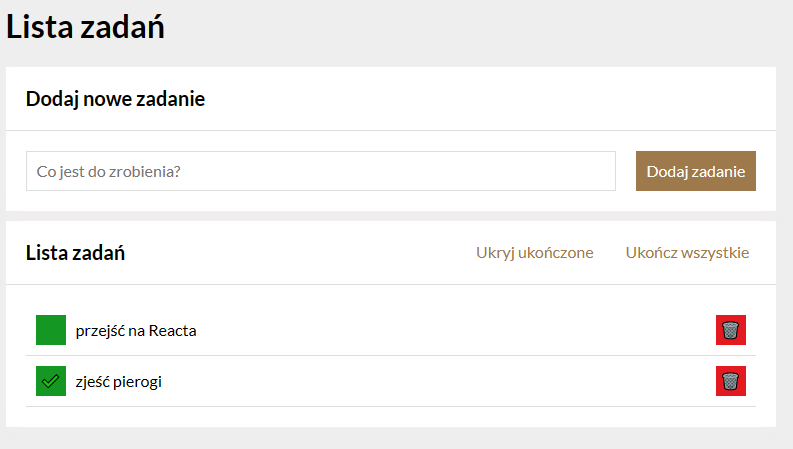 Lista zadań
Dodaj nowe zadanie
Co jest do zrobienia?
Dodaj zadanie
Lista zadań
Ukryj ukończone
Ukończ wszystkie
przejść na Reacta
zjeść pierogi